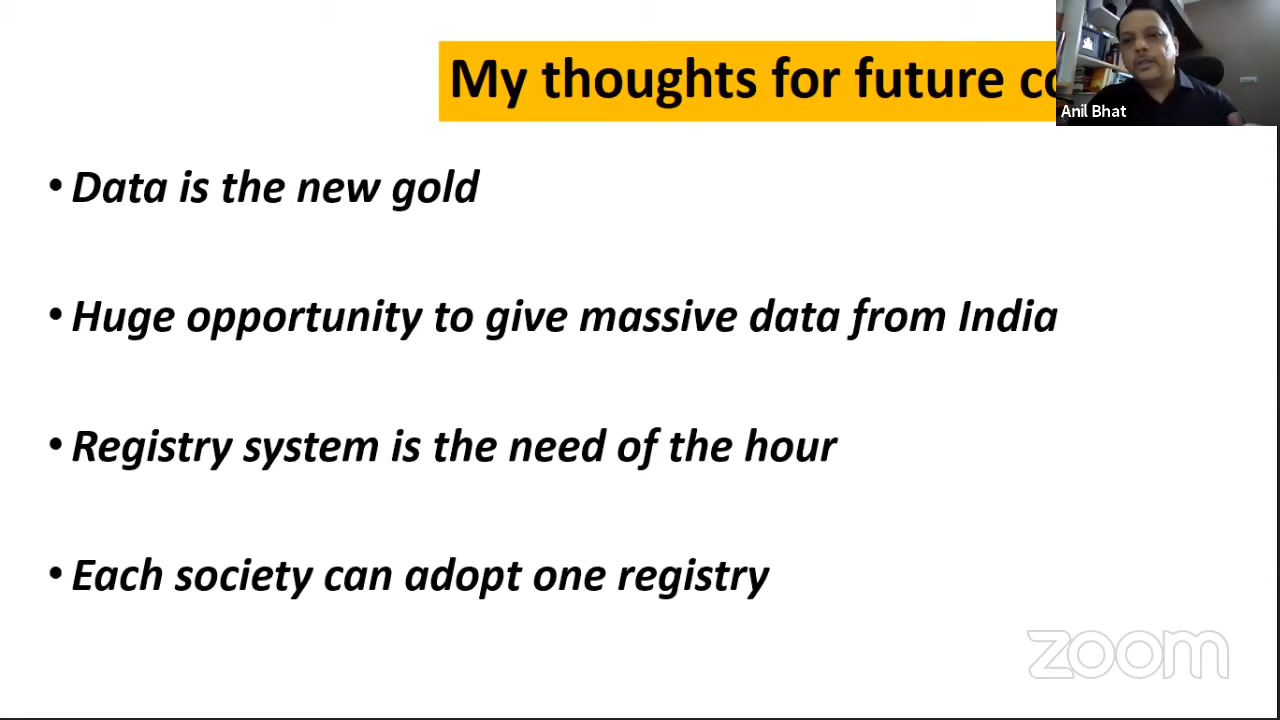 My thoughts for future
Anil Bhat
• Data is the new gold
• Huge opportunity to give massive data from India
• Registry system is the need of the hour
• Each society can adopt one registry
zoom